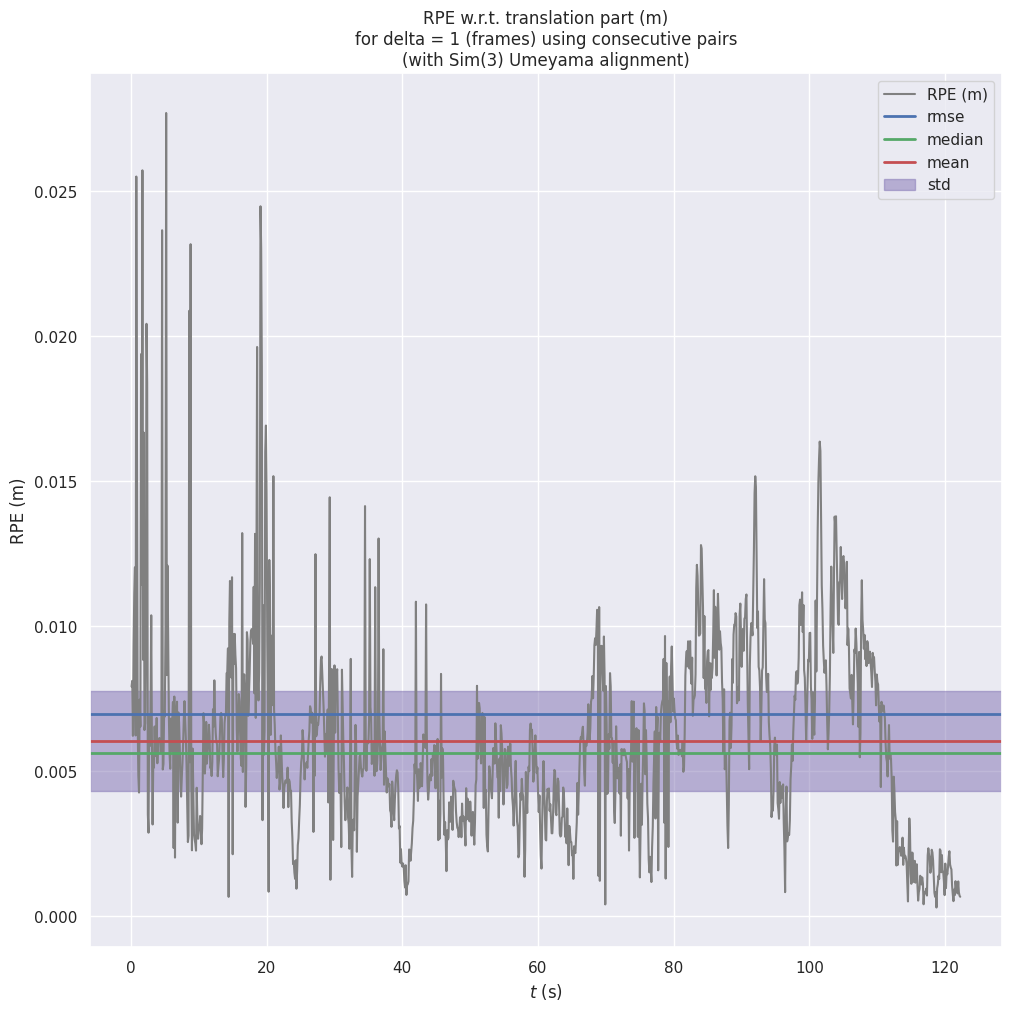 RPE w.r.t. translation part (m)
for delta = 1 (frames) using consecutive pairs
(with Sim(3) Umeyama alignment)
RPE (m)
rmse
median
mean
std
0.025
0.020
0.015
0.010
0.005
0.000
RPE (m)
0 20 40 60 80 100 120
t (s)